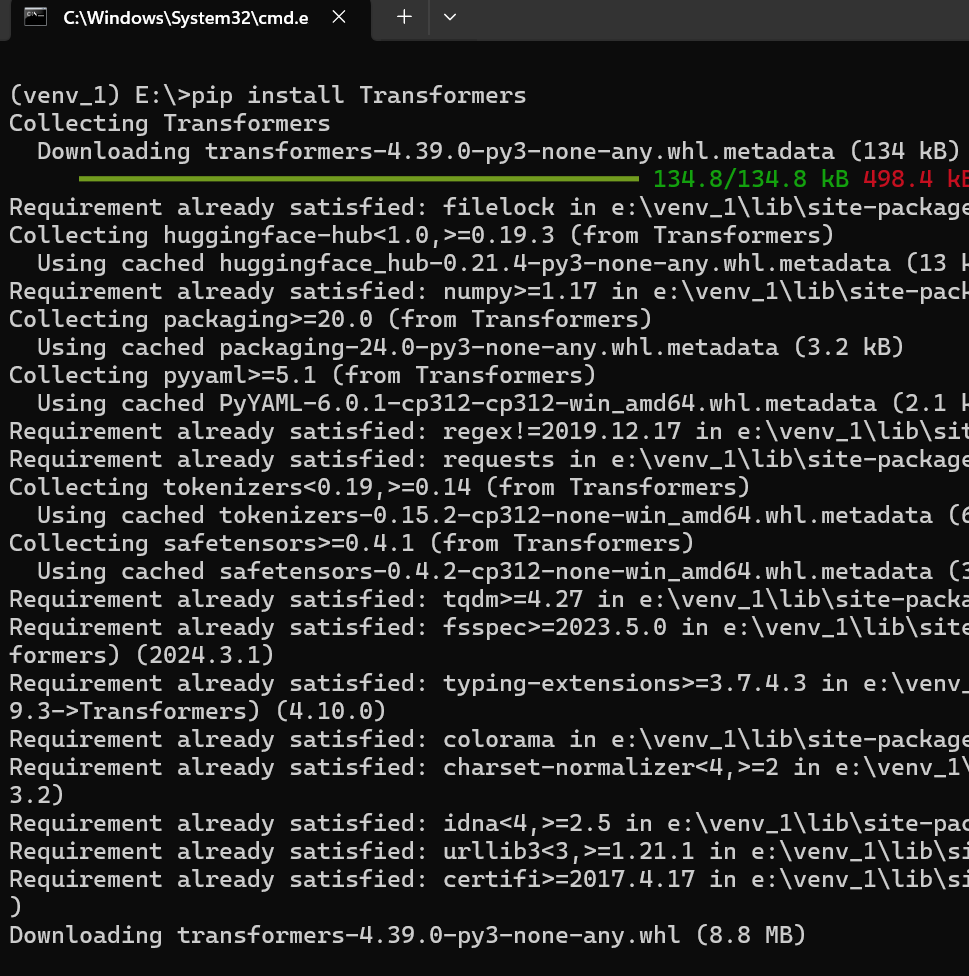 C:\Windows\System32\cmd.e
(venv_1) E:\>pip install Transformers
Collecting Transformers
Downloading transformers-4.39.0-py3-none-any.whl.metadata (134 kB)
134.8/134.8 kB 498.4 kB
Requirement already satisfied: filelock in e:\venv_1\lib\site-package
Collecting huggingface-hub<1.0,>=0.19.3 (from Transformers)
Using cached huggingface_hub-0.21.4-py3-none-any.whl.metadata (13 k
Requirement already satisfied: numpy>=1.17 in e:\venv_1\lib\site-pack
Collecting packaging>=20.0 (from Transformers)
Using cached packaging-24.0-py3-none-any.whl.metadata (3.2 kB)
Collecting pyyaml>=5.1 (from Transformers)
Using cached PyYAML-6.0.1-cp312-cp312-win_amd64.whl.metadata (2.1 k
Requirement already satisfied: regex!=2019.12.17 in e:\venv_1\lib\sit
Requirement already satisfied: requests in e:\venv_1\lib\site-package
Collecting tokenizers<0.19,>=0.14 (from Transformers)
Using cached tokenizers-0.15.2-cp312-none-win_amd64.whl.metadata (6
Collecting safetensors>=0.4.1 (from Transformers)
Using cached safetensors-0.4.2-cp312-none-win_amd64.whl.metadata (3
Requirement already satisfied: tqdm>=4.27 in e:\venv_1\lib\site-packa
Requirement already satisfied: fsspec>=2023.5.0 in e:\venv_1\lib\site
formers) (2024.3.1)
Requirement already satisfied: typing-extensions>=3.7.4.3 in e:\venv_
9.3->Transformers) (4.10.0)
Requirement already satisfied: colorama in e:\venv_1\lib\site-package
Requirement already satisfied: charset-normalizer<4,>=2 in e:\venv_1\
3.2)
Requirement already satisfied: idna<4,>=2.5 in e:\venv_1\lib\site-pac
Requirement already satisfied: urllib3<3,>=1.21.1 in e:\venv_1\lib\si
Requirement already satisfied: certifi>=2017.4.17 in e:\venv_1\lib\si
)
Downloading transformers-4.39.0-py3-none-any.whl (8.8 MB)